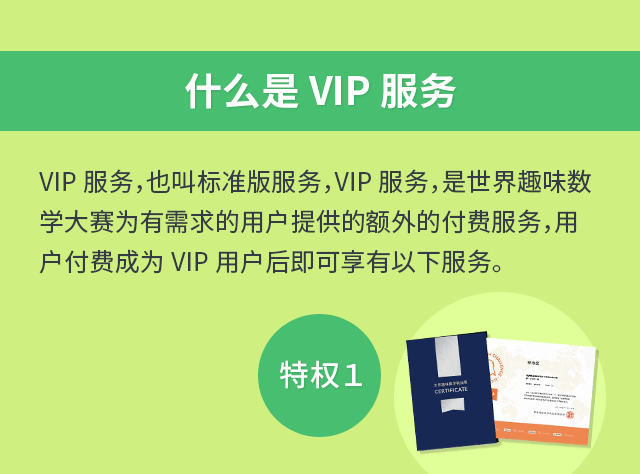 什么是 VIP 服务
VIP 服务，也叫标准版服务，VIP 服务，是世界趣味数
学大赛为有需求的用户提供的额外的付费服务，用
户付费成为 VIP 用户后即可享有以下服务。
特权1
CERTIFICATE